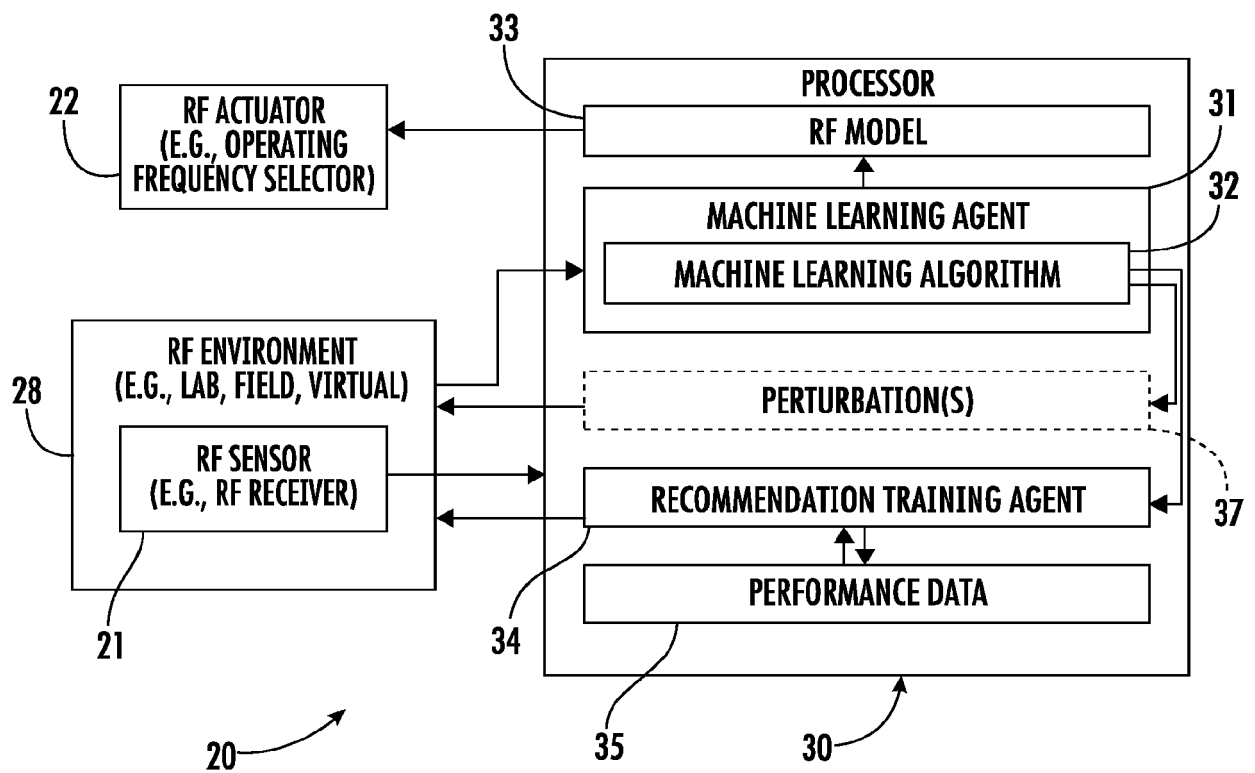 33
PROCESSOR
22
RF ACTUATOR
(E.G., OPERATING
FREQUENCY SELECTOR)
RF MODEL
31
32
MACHINE LEARNING AGENT
MACHINE LEARNING ALGORITHM
RF ENVIRONMENT
(E.G., LAB, FIELD, VIRTUAL)
28
PERTURBATION(S)
RF SENSOR
(E.G., RF RECEIVER)
RECOMMENDATION TRAINING AGENT
37
PERFORMANCE DATA
21
34
20
35
30